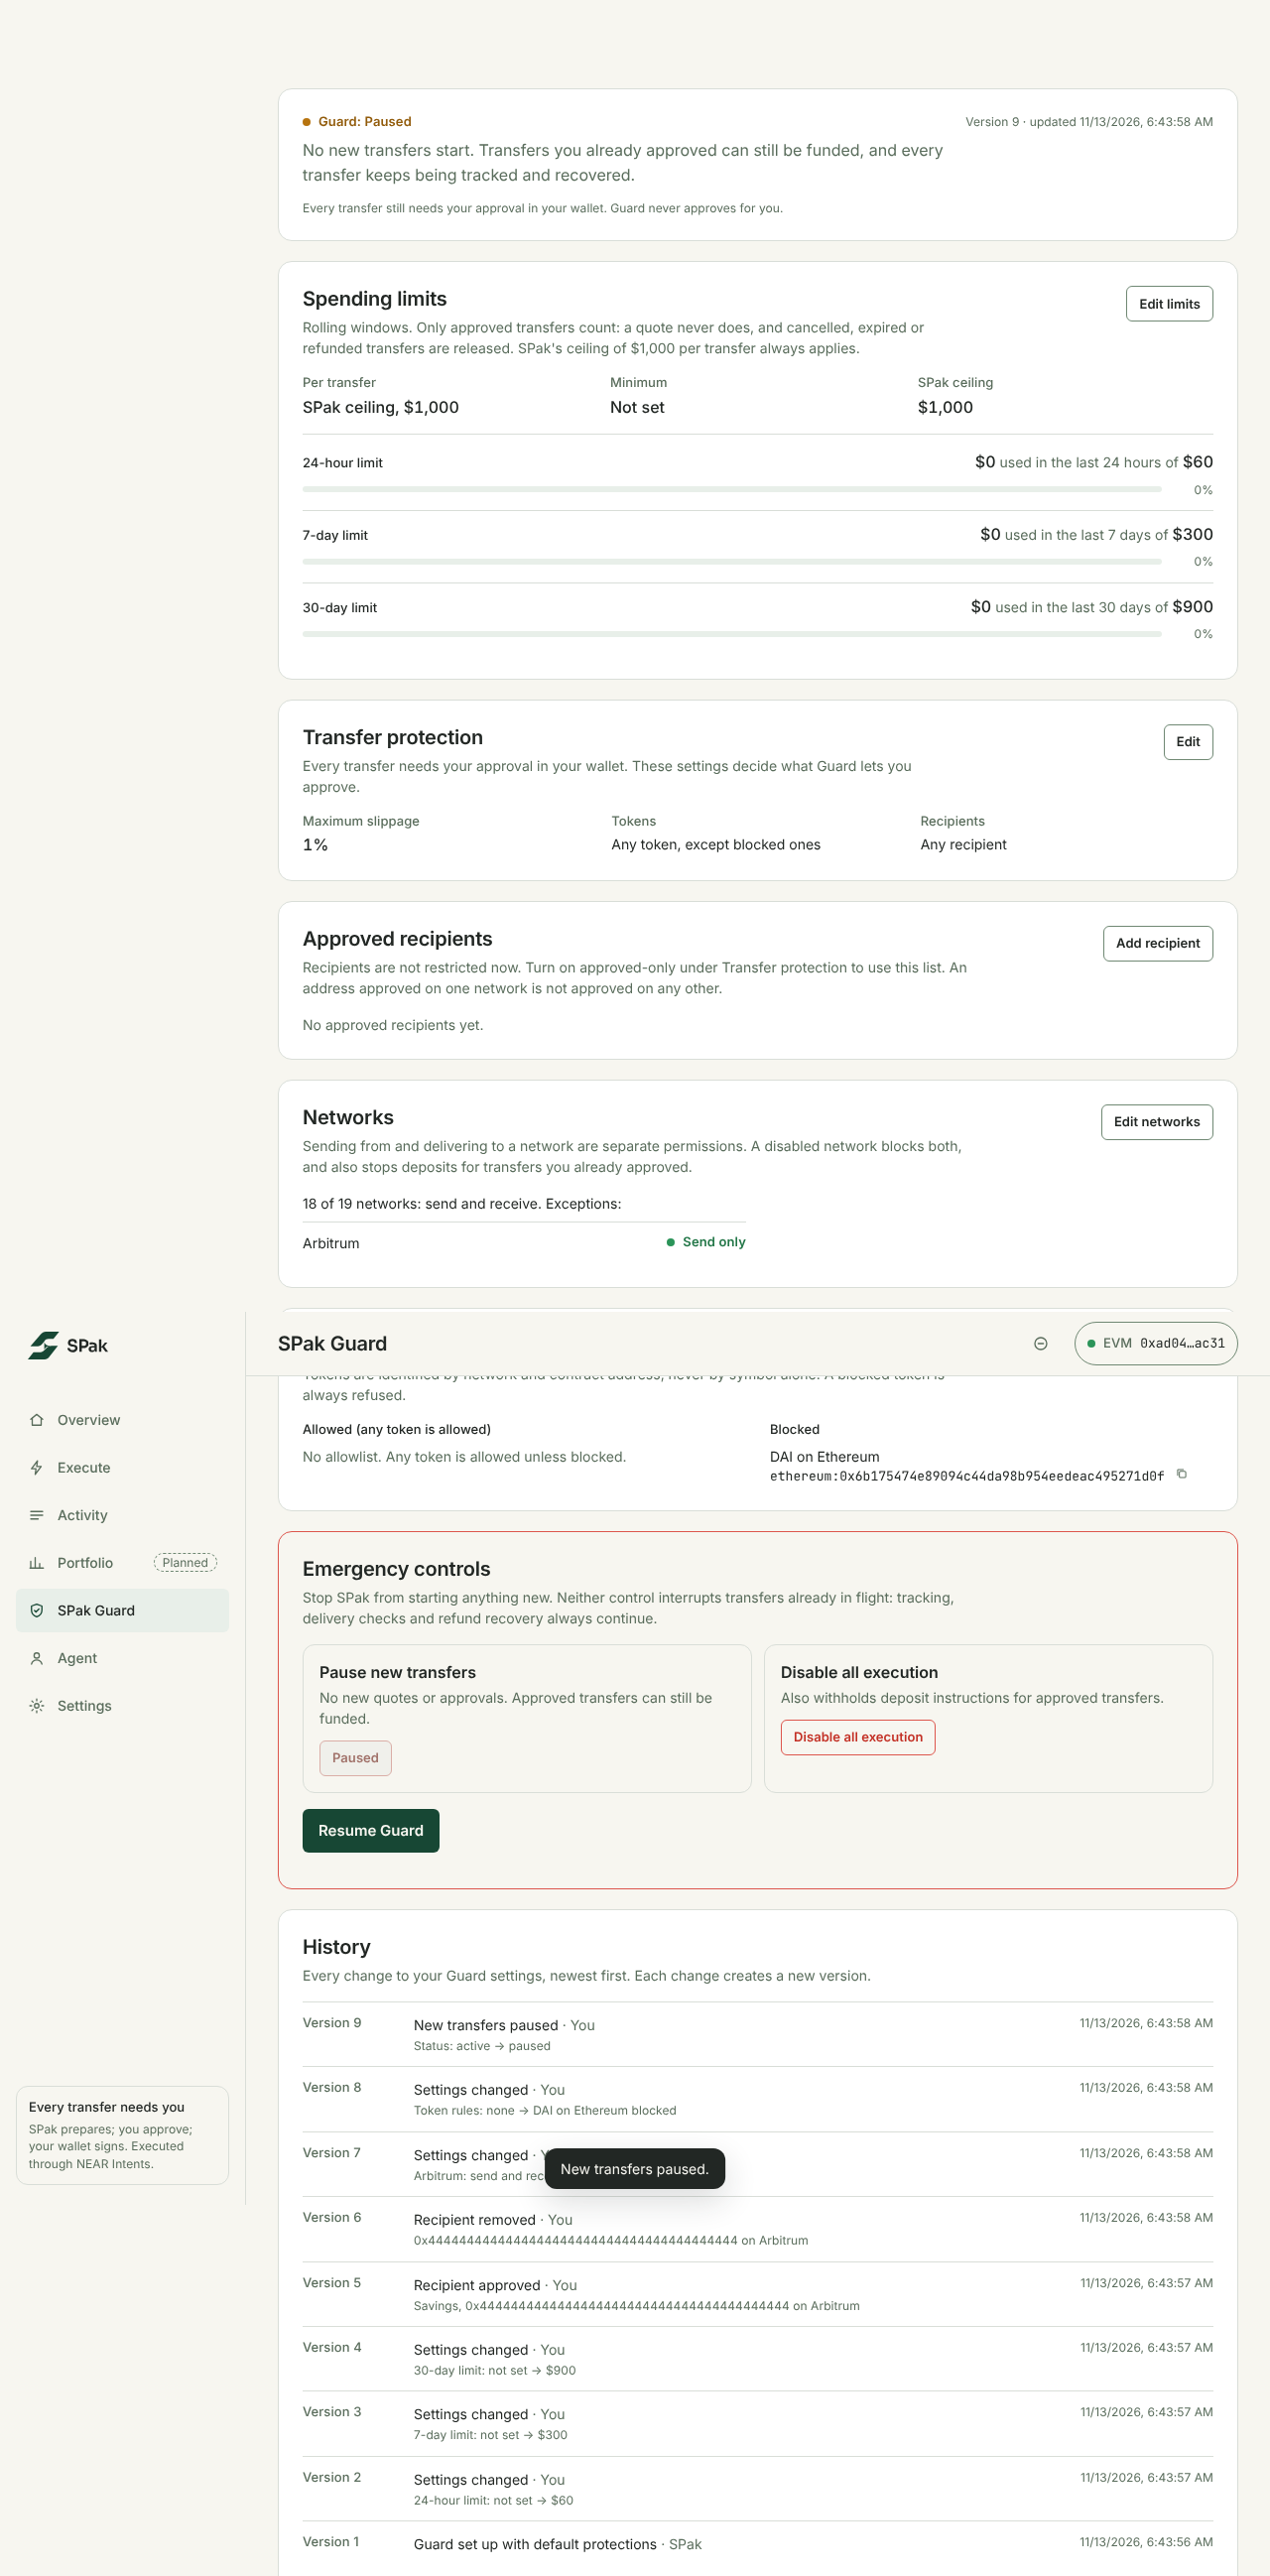 Guard: Paused
Version 9 · updated 11/13/2026, 6:43:58 AM
No new transfers start. Transfers you already approved can still be funded, and every
transfer keeps being tracked and recovered.
Every transfer still needs your approval in your wallet. Guard never approves for you.
Spending limits
Edit limits
Rolling windows. Only approved transfers count: a quote never does, and cancelled, expired or
refunded transfers are released. SPak's ceiling of $1,000 per transfer always applies.
Per transfer
Minimum
SPak ceiling
SPak ceiling, $1,000
Not set
$1,000
24-hour limit
$0 used in the last 24 hours of $60
0%
7-day limit
$0 used in the last 7 days of $300
0%
30-day limit
$0 used in the last 30 days of $900
0%
Transfer protection
Edit
Every transfer needs your approval in your wallet. These settings decide what Guard lets you
approve.
Maximum slippage
Tokens
Recipients
1%
Any token, except blocked ones
Any recipient
Approved recipients
Add recipient
Recipients are not restricted now. Turn on approved-only under Transfer protection to use this list. An
address approved on one network is not approved on any other.
No approved recipients yet.
Networks
Edit networks
Sending from and delivering to a network are separate permissions. A disabled network blocks both,
and also stops deposits for transfers you already approved.
18 of 19 networks: send and receive. Exceptions:
Arbitrum
Send only
SPak
SPak Guard
EVM 0xad04…ac31
Tokens are identified by network and contract address, never by symbol alone. A blocked token is
always refused.
Overview
Execute
Activity
Portfolio
Planned
SPak Guard
Agent
Settings
Allowed (any token is allowed)
Blocked
No allowlist. Any token is allowed unless blocked.
DAI on Ethereum
ethereum:0x6b175474e89094c44da98b954eedeac495271d0f
Emergency controls
Stop SPak from starting anything new. Neither control interrupts transfers already in flight: tracking,
delivery checks and refund recovery always continue.
Pause new transfers
No new quotes or approvals. Approved transfers can still be
funded.
Paused
Disable all execution
Also withholds deposit instructions for approved transfers.
Disable all execution
Resume Guard
Every transfer needs you
SPak prepares; you approve;
your wallet signs. Executed
through NEAR Intents.
History
Every change to your Guard settings, newest first. Each change creates a new version.
Version 9
New transfers paused · You
11/13/2026, 6:43:58 AM
Status: active → paused
Version 8
Settings changed · You
11/13/2026, 6:43:58 AM
Token rules: none → DAI on Ethereum blocked
Version 7
Settings changed ·
11/13/2026, 6:43:58 AM
Arbitrum: send and
New transfers paused.
Version 6
Recipient removed · You
11/13/2026, 6:43:58 AM
0x4444444444444444444444444444444444444444 on Arbitrum
Version 5
Recipient approved · You
11/13/2026, 6:43:57 AM
Savings, 0x4444444444444444444444444444444444444444 on Arbitrum
Version 4
Settings changed · You
11/13/2026, 6:43:57 AM
30-day limit: not set → $900
Version 3
Settings changed · You
11/13/2026, 6:43:57 AM
7-day limit: not set → $300
Version 2
Settings changed · You
11/13/2026, 6:43:57 AM
24-hour limit: not set → $60
Version 1
Guard set up with default protections · SPak
11/13/2026, 6:43:56 AM